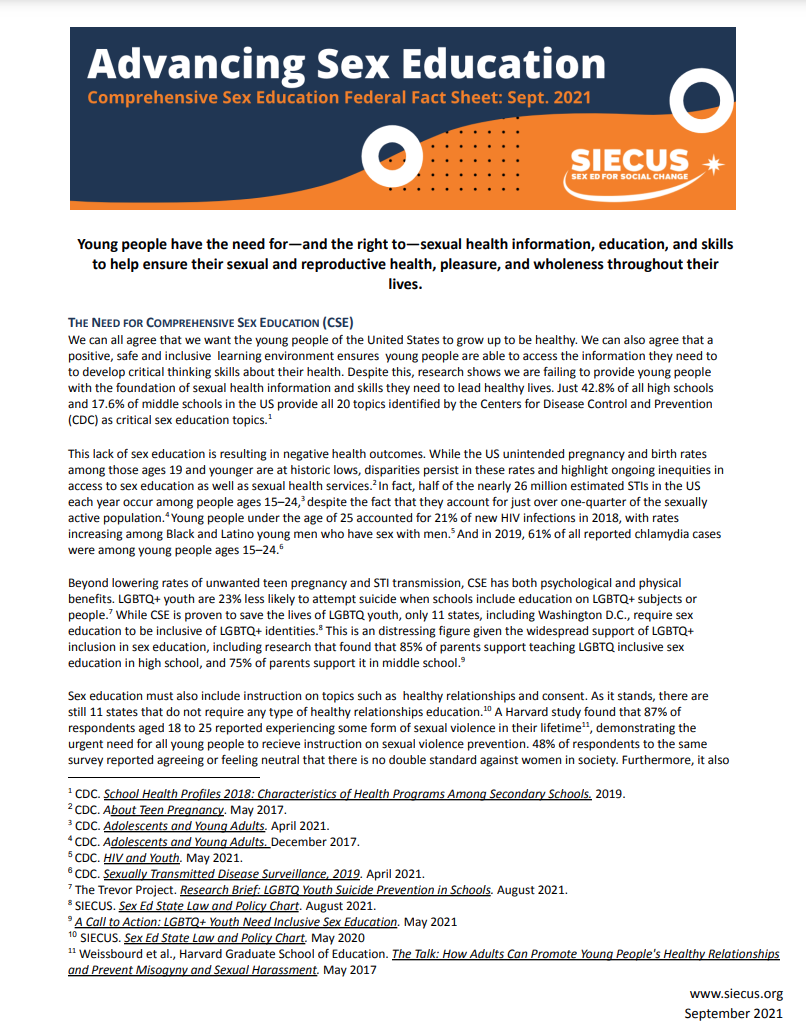 Advancing Sex Education
Comprehensive Sex Education Federal Fact Sheet: Sept. 2021
SIECUS
SEX ED FOR SOCIAL CHANGE
Young people have the need for—and the right to—sexual health information, education, and skills
to help ensure their sexual and reproductive health, pleasure, and wholeness throughout their
lives.
THE NEED FOR COMPREHENSIVE SEX EDUCATION (CSE)
We can all agree that we want the young people of the United States to grow up to be healthy. We can also agree that a
positive, safe and inclusive  learning environment ensures  young people are able to access the information they need to
to develop critical thinking skills about their health. Despite this, research shows we are failing to provide young people
with the foundation of sexual health information and skills they need to lead healthy lives. Just 42.8% of all high schools
and 17.6% of middle schools in the US provide all 20 topics identified by the Centers for Disease Control and Prevention
(CDC) as critical sex education topics.¹
This lack of sex education is resulting in negative health outcomes. While the US unintended pregnancy and birth rates
among those ages 19 and younger are at historic lows, disparities persist in these rates and highlight ongoing inequities in
access to sex education as well as sexual health services.² In fact, half of the nearly 26 million estimated STIs in the US
each year occur among people ages 15–24,³ despite the fact that they account for just over one-quarter of the sexually
active population.⁴ Young people under the age of 25 accounted for 21% of new HIV infections in 2018, with rates
increasing among Black and Latino young men who have sex with men.⁵ And in 2019, 61% of all reported chlamydia cases
were among young people ages 15–24.⁶
Beyond lowering rates of unwanted teen pregnancy and STI transmission, CSE has both psychological and physical
benefits. LGBTQ+ youth are 23% less likely to attempt suicide when schools include education on LGBTQ+ subjects or
people.⁷ While CSE is proven to save the lives of LGBTQ youth, only 11 states, including Washington D.C., require sex
education to be inclusive of LGBTQ+ identities.⁸ This is an distressing figure given the widespread support of LGBTQ+
inclusion in sex education, including research that found that 85% of parents support teaching LGBTQ inclusive sex
education in high school, and 75% of parents support it in middle school.⁹
Sex education must also include instruction on topics such as  healthy relationships and consent. As it stands, there are
still 11 states that do not require any type of healthy relationships education.¹⁰ A Harvard study found that 87% of
respondents aged 18 to 25 reported experiencing some form of sexual violence in their lifetime¹¹, demonstrating the
urgent need for all young people to recieve instruction on sexual violence prevention. 48% of respondents to the same
survey reported agreeing or feeling neutral that there is no double standard against women in society. Furthermore, it also
¹ CDC. School Health Profiles 2018: Characteristics of Health Programs Among Secondary Schools. 2019.
² CDC. About Teen Pregnancy. May 2017.
³ CDC. Adolescents and Young Adults. April 2021.
⁴ CDC. Adolescents and Young Adults. December 2017.
⁵ CDC. HIV and Youth. May 2021.
⁶ CDC. Sexually Transmitted Disease Surveillance, 2019. April 2021.
⁷ The Trevor Project. Research Brief: LGBTQ Youth Suicide Prevention in Schools. August 2021.
⁸ SIECUS. Sex Ed State Law and Policy Chart. August 2021.
⁹ A Call to Action: LGBTQ+ Youth Need Inclusive Sex Education. May 2021
¹⁰ SIECUS. Sex Ed State Law and Policy Chart. May 2020
¹¹ Weissbourd et al., Harvard Graduate School of Education. The Talk: How Adults Can Promote Young People's Healthy Relationships
and Prevent Misogyny and Sexual Harassment. May 2017
www.siecus.org
September 2021